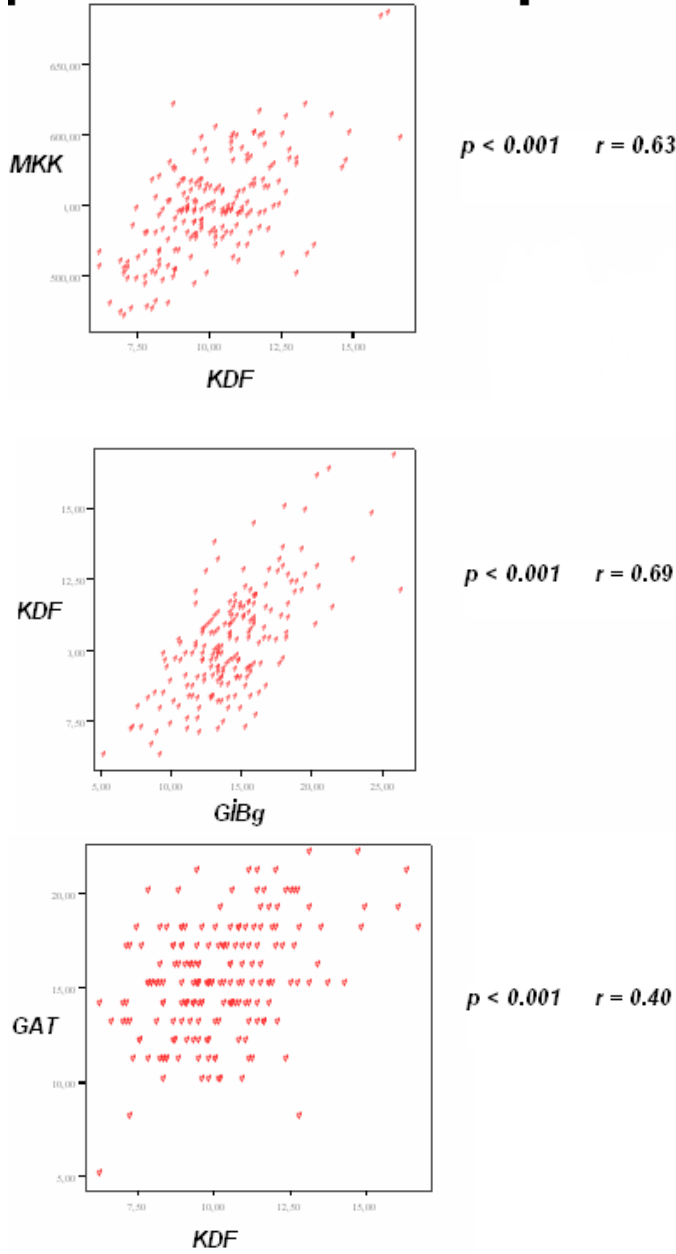 650,00
600,00
MKK
p < 0.001 r = 0.63
1,00
500,00
7,50 10,00 12,50 15,00
KDF
15,00
12,50
KDF
p < 0.001 r = 0.69
3,00
7,50
5,00 10,00 15,00 20,00 25,00
GİBg
20,00
15,00
GAT
p < 0.001 r = 0.40
10,00
5,00
7,50 10,00 12,50 15,00
KDF